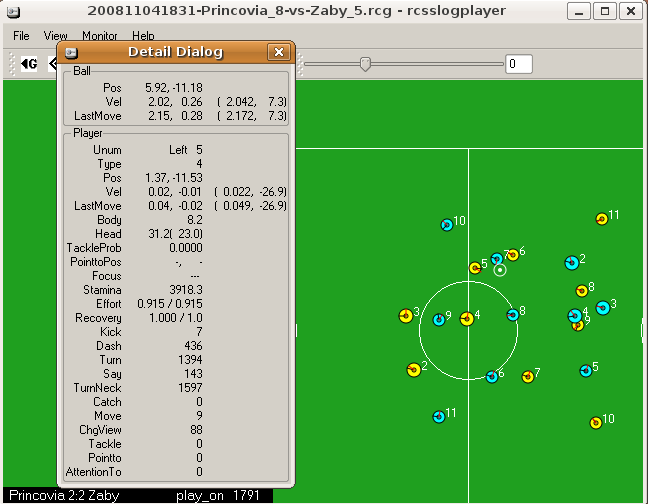 200811041831-Princovia_8-vs-Zaby_5.rcg - rcsslogplayer
File View Monitor Help
Detail Dialog
0
Ball
Pos 5.92, -11.18
Vel 2.02, 0.26 ( 2.042, 7.3)
LastMove 2.15, 0.28 ( 2.172, 7.3)
Player
Unum Left 5
Type 4
Pos 1.37, -11.53
Vel 0.02, -0.01 ( 0.022, -26.9)
LastMove 0.04, -0.02 ( 0.049, -26.9)
Body 8.2
Head 31.2( 23.0)
TackleProb 0.0000
PointtoPos -, -
Focus ---
Stamina 3918.3
Effort 0.915 / 0.915
Recovery 1.000 / 1.0
Kick 7
Dash 436
Turn 1394
Say 143
TurnNeck 1597
Catch 0
Move 9
ChgView 88
Tackle 0
Pointto 0
AttentionTo 0
11
10
7 6
5 2
8
3
3 9 4 8 4
9
2 5
6 7
11 10
Princovia 2:2 Zaby play_on 1791